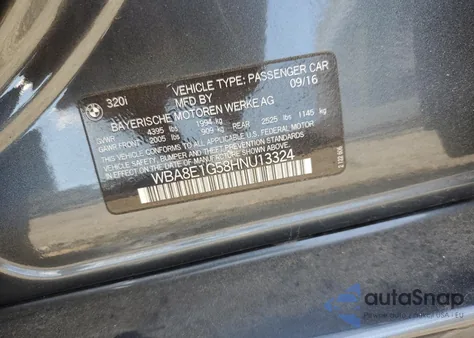 320i
VEHICLE TYPE: PASSENGER CAR
MFD BY 09/16
BAYERISCHE MOTOREN WERKE AG
GVWR 4395 lbs 1994 kg
GAWR FRONT 2005 lbs 909 kg REAR 2525 lbs 1145 kg
THIS VEHICLE CONFORMS TO ALL APPLICABLE
FEDERAL MOTOR VEHICLE SAFETY, BUMPER, AND
THEFT PREVENTION STANDARDS IN EFFECT ON THE
DATE OF MANUFACTURE SHOWN ABOVE.
WBA8E1G58HNU13324
autoSnap